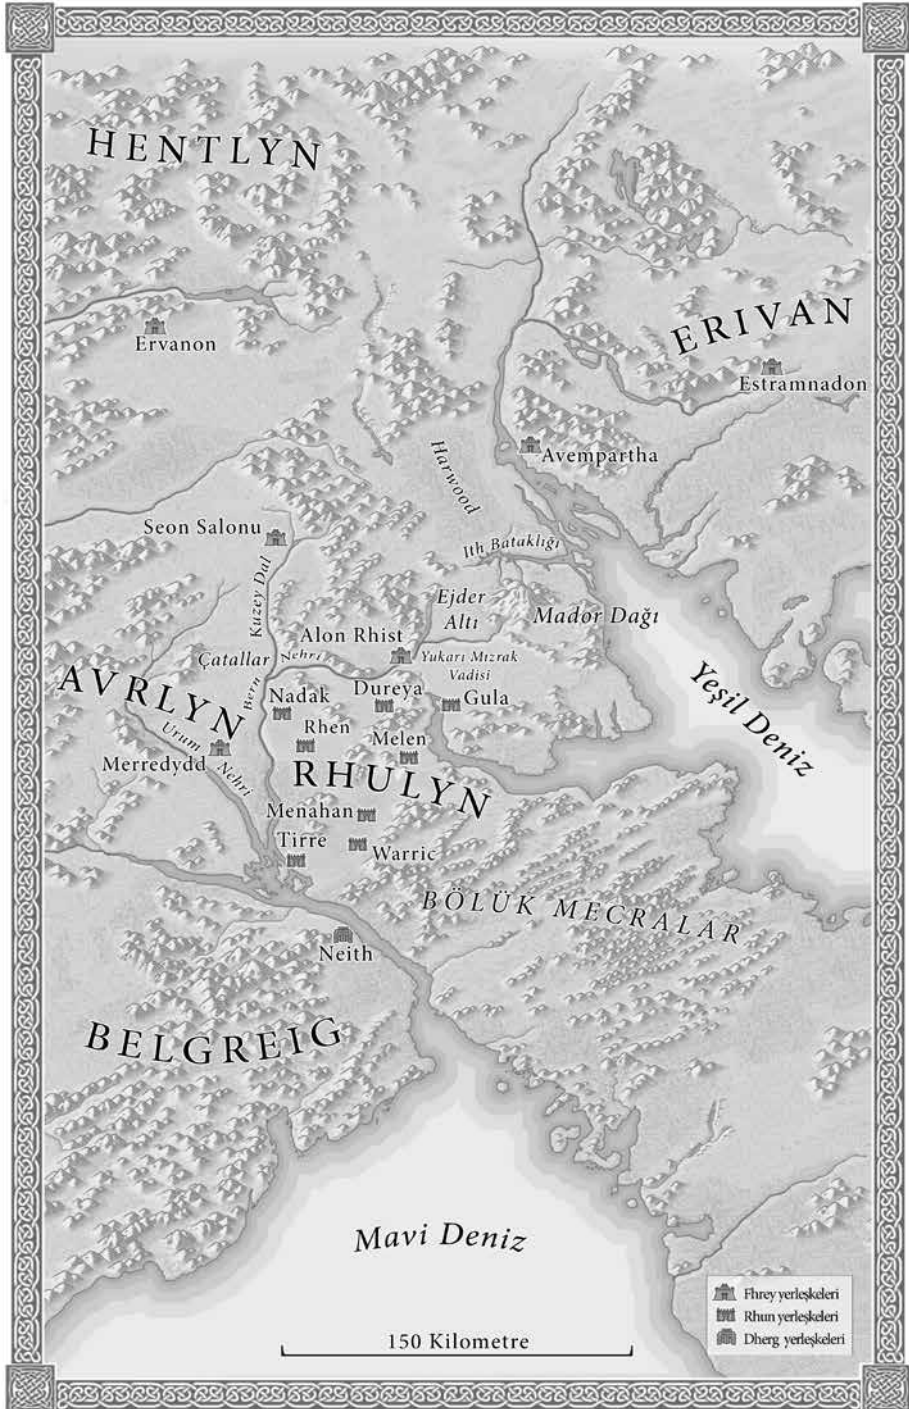 HENTLYN
ERIVAN
Ervanon
Estramnadon
Avempartha
Harwood
Seon Salonu
Ith Bataklığı
Kuzey Dal
Ejder
Altı
Mador Dağı
Alon Rhist
Yukarı Mızrak
Vadisi
Çatallar
Bern Nehri
AVRLYN
Nadak
Dureya
Gula
Yeşil Deniz
Rhen
Melen
Urum Nehri
Merredydd
RHULYN
Menahan
Tirre
Warric
BÖLÜK MECRALAR
Neith
BELGREIG
Mavi Deniz
Fhrey yerleşkeleri
Rhun yerleşkeleri
Dherg yerleşkeleri
150 Kilometre